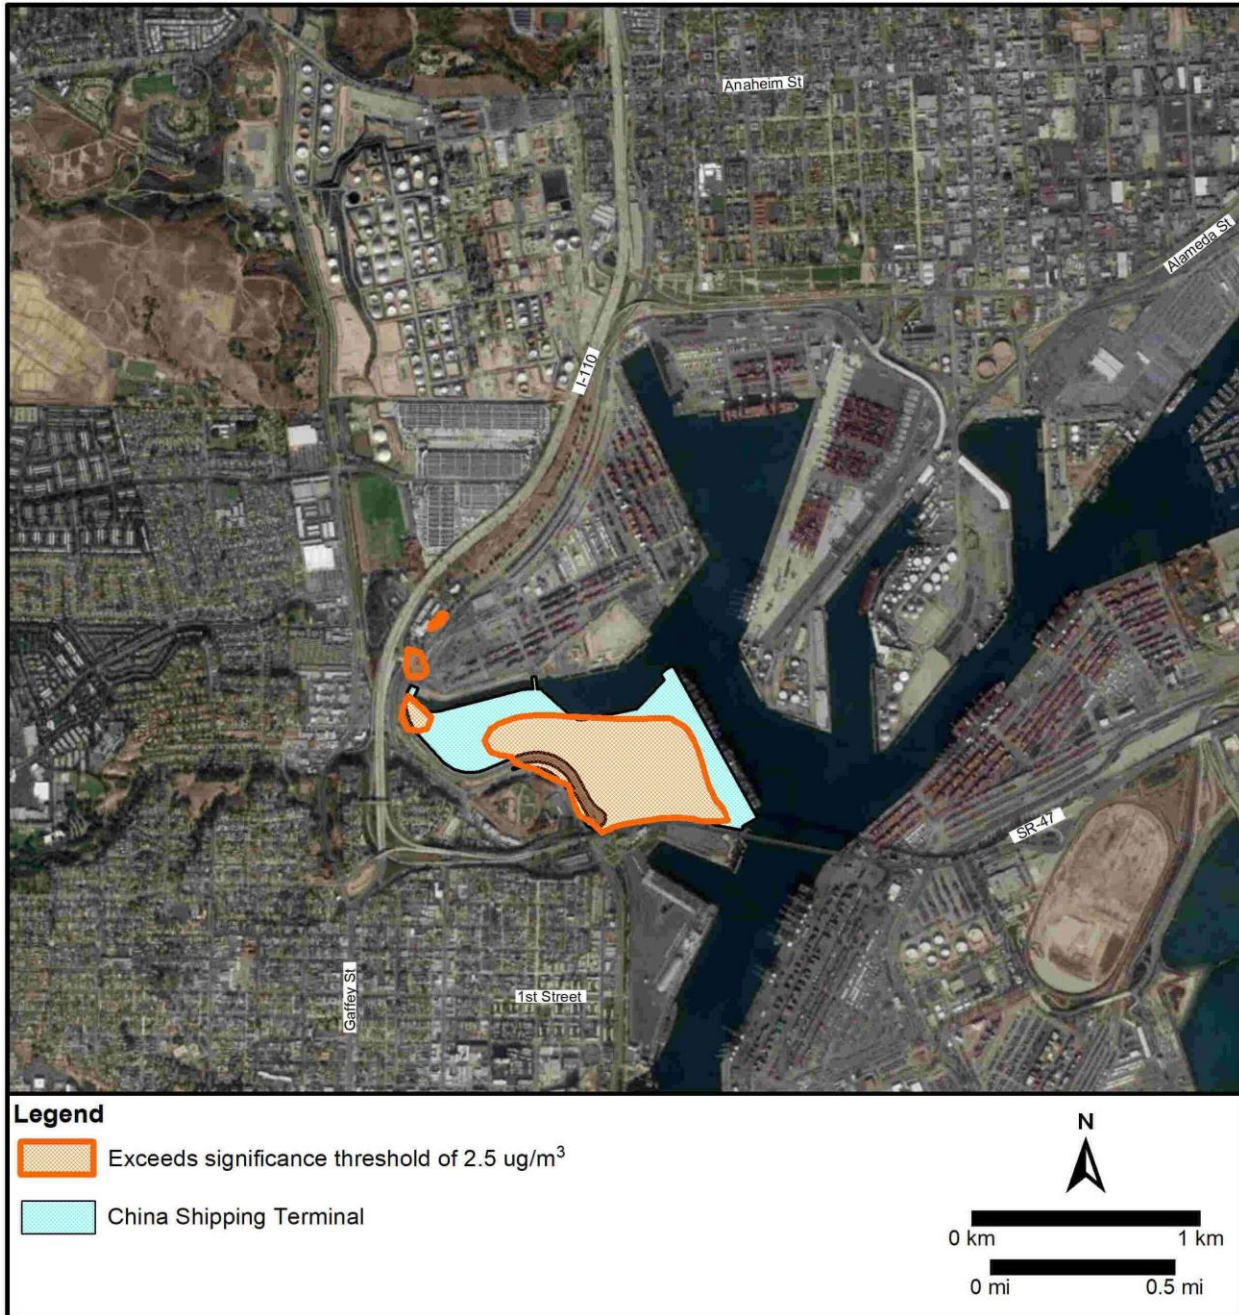 Anaheim St
Alameda St
I-110
SR-47
Gaffey St
1st Street
Legend
Exceeds significance threshold of 2.5 ug/m³
China Shipping Terminal
N
0 km 1 km
0 mi 0.5 mi